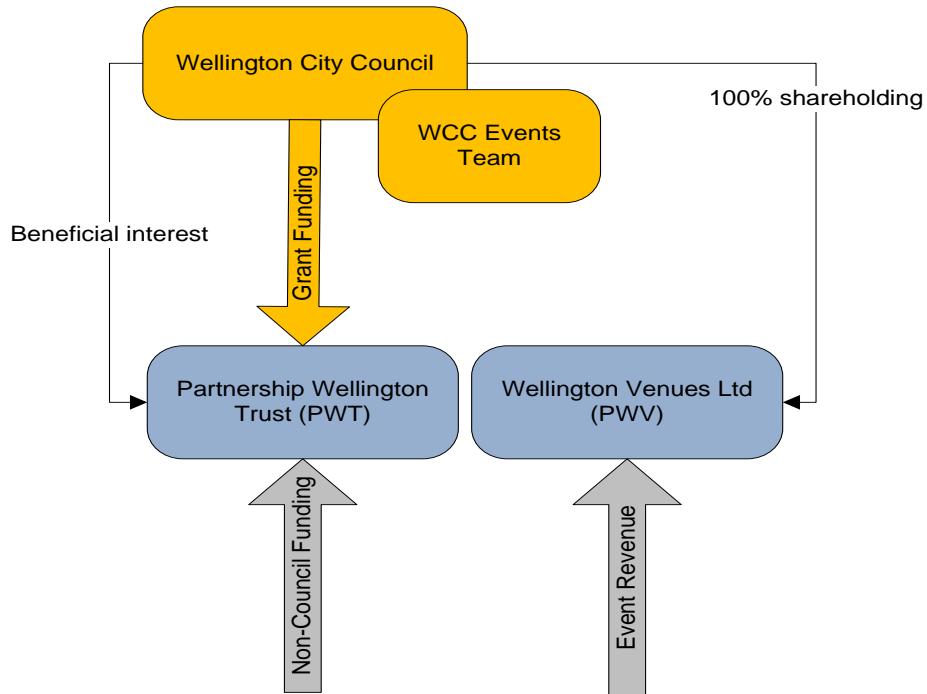 Wellington City Council
100% shareholding
WCC Events
Team
Beneficial interest
Grant Funding
Partnership Wellington
Trust (PWT)
Wellington Venues Ltd
(PWV)
Non-Council Funding
Event Revenue